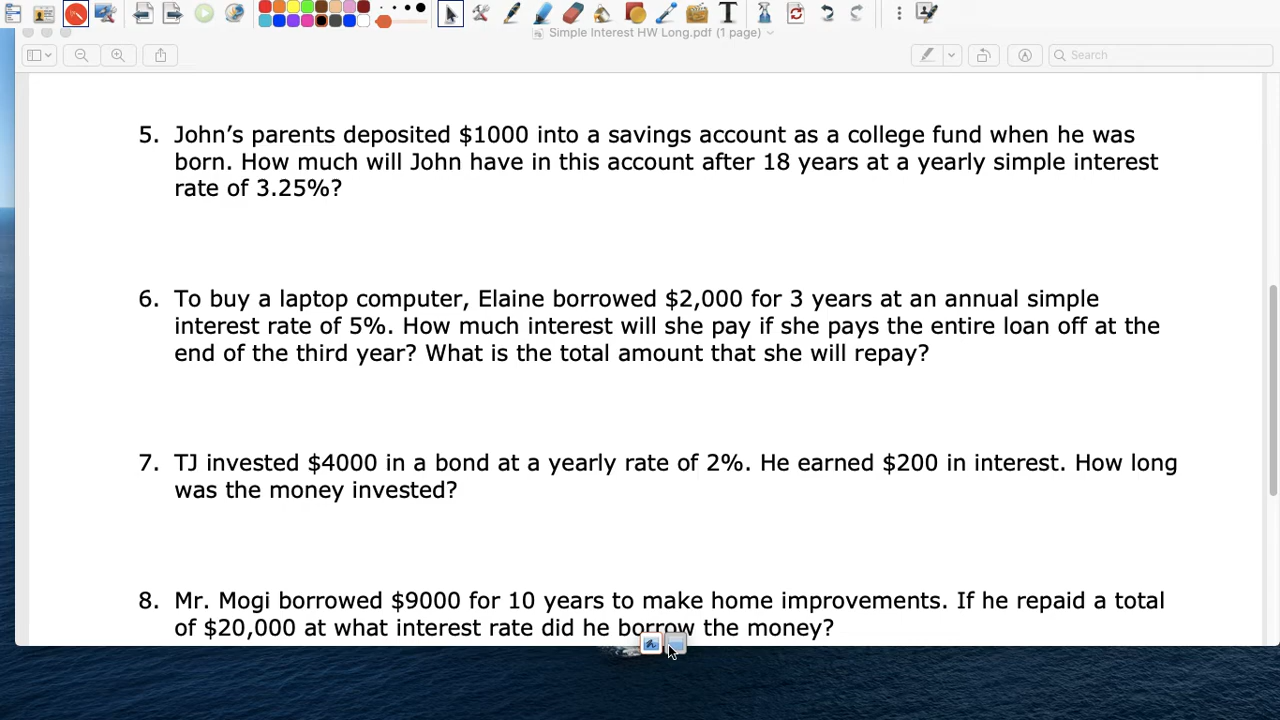 Simple Interest HW Long.pdf (1 page)
Search
5. John's parents deposited $1000 into a savings account as a college fund when he was
born. How much will John have in this account after 18 years at a yearly simple interest
rate of 3.25%?
6. To buy a laptop computer, Elaine borrowed $2,000 for 3 years at an annual simple
interest rate of 5%. How much interest will she pay if she pays the entire loan off at the
end of the third year? What is the total amount that she will repay?
7. TJ invested $4000 in a bond at a yearly rate of 2%. He earned $200 in interest. How long
was the money invested?
8. Mr. Mogi borrowed $9000 for 10 years to make home improvements. If he repaid a total
of $20,000 at what interest rate did he borrow the money?